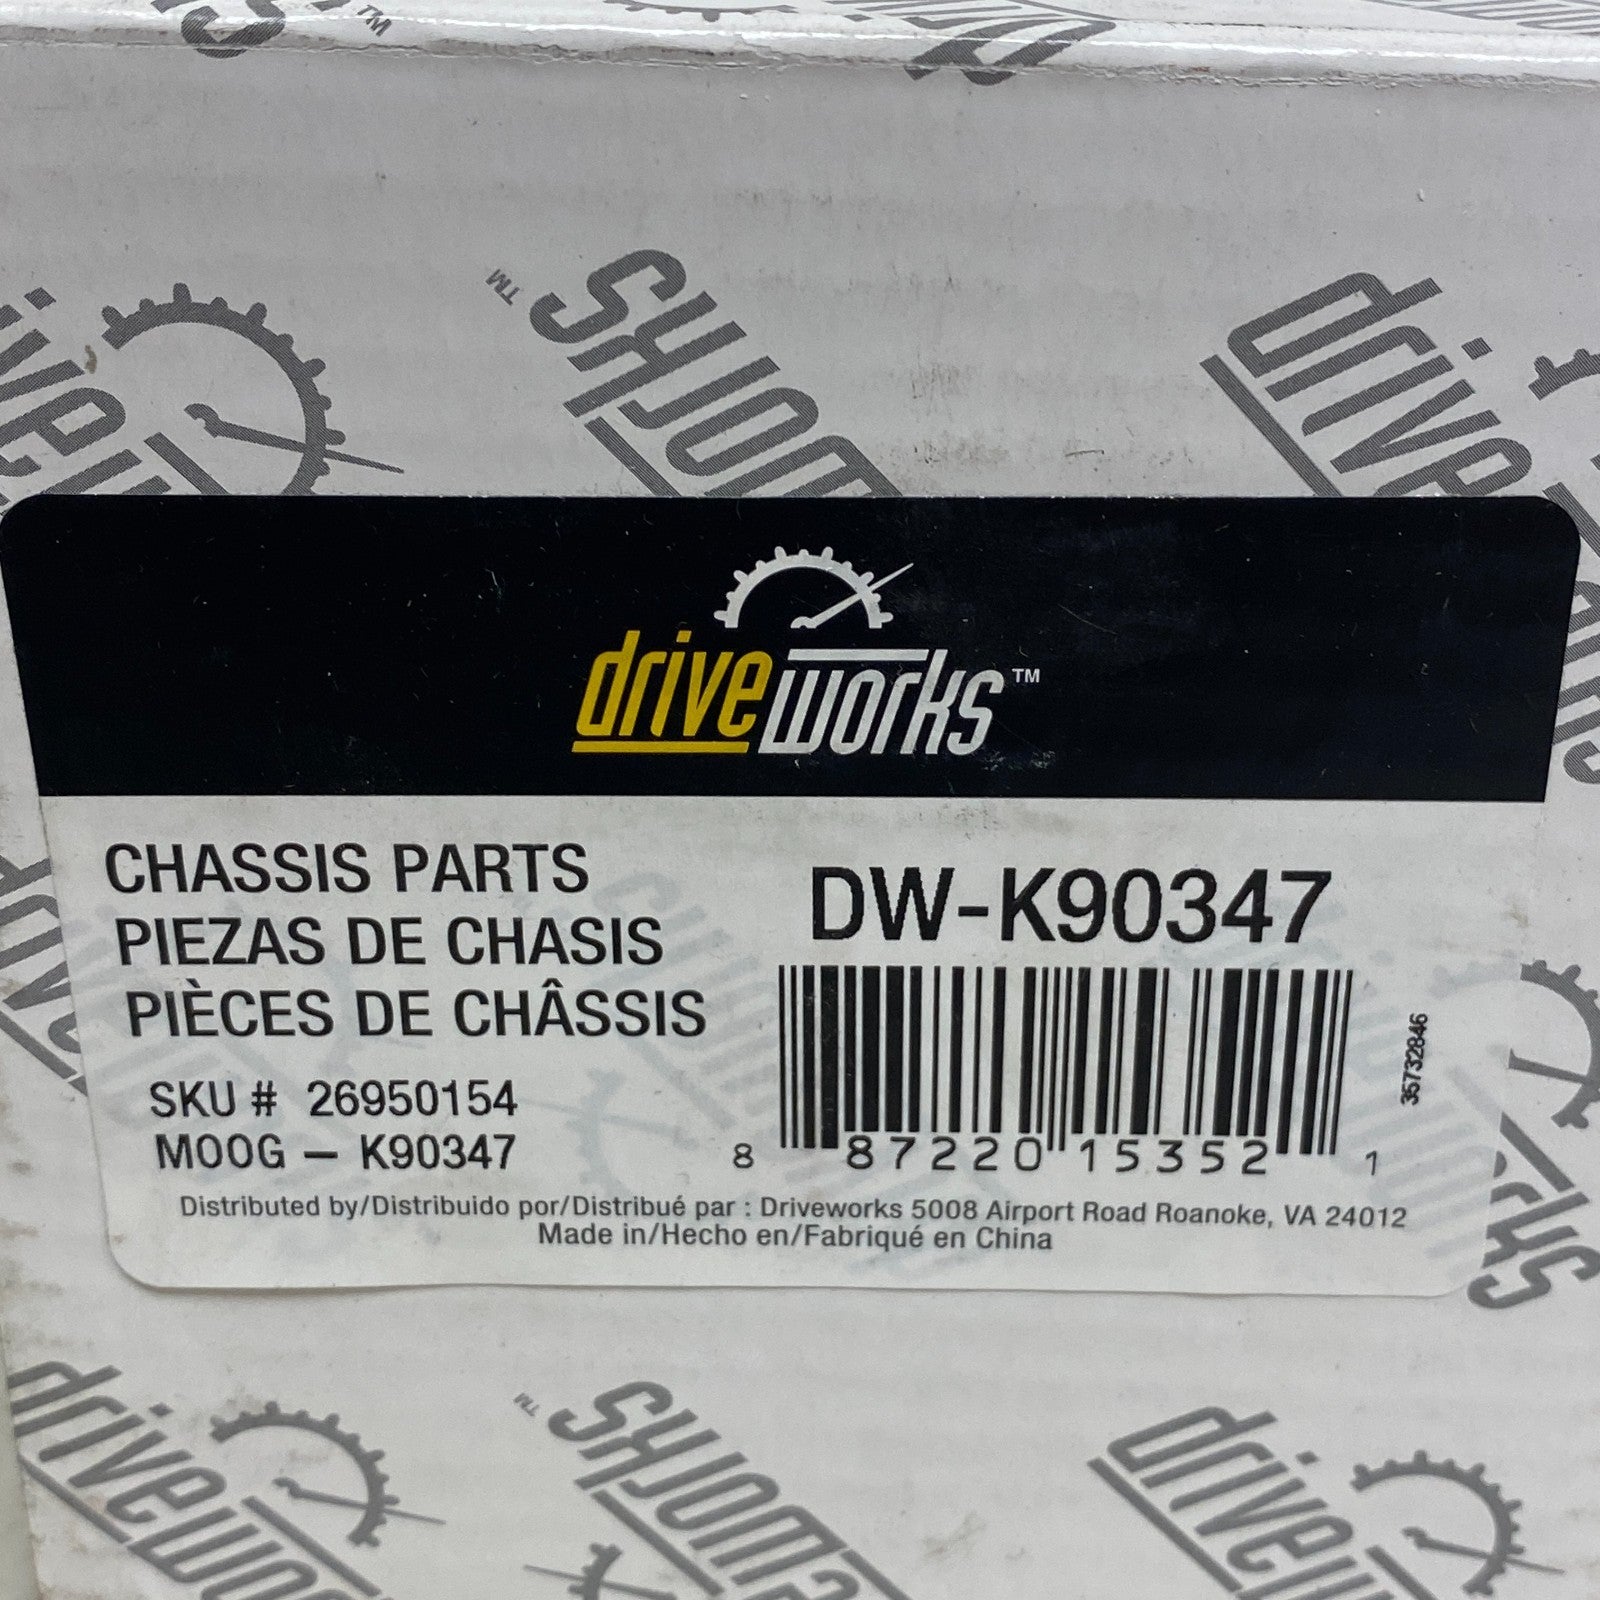 driveworks™
CHASSIS PARTS
PIEZAS DE CHASIS
PIÈCES DE CHÂSSIS
SKU # 26950154
MOOG – K90347
DW-K90347
8 87220 15352 1
35732846
Distributed by/Distribuido por/Distribué par : Driveworks 5008 Airport Road Roanoke, VA 24012
Made in/Hecho en/Fabriqué en China